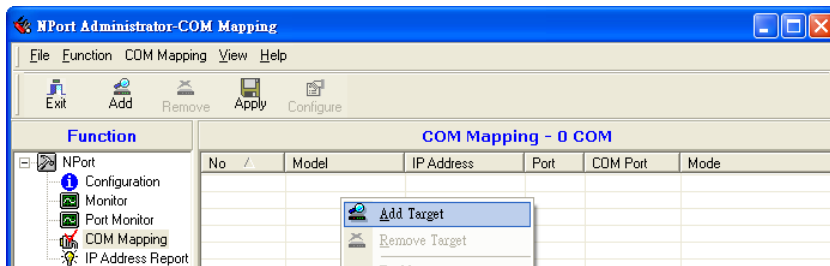 NPort Administrator-COM Mapping
File Function COM Mapping View Help
Exit Add Remove Apply Configure
Function
COM Mapping - 0 COM
NPort
Configuration
Monitor
Port Monitor
COM Mapping
IP Address Report
No Model IP Address Port COM Port Mode
Add Target
Remove Target